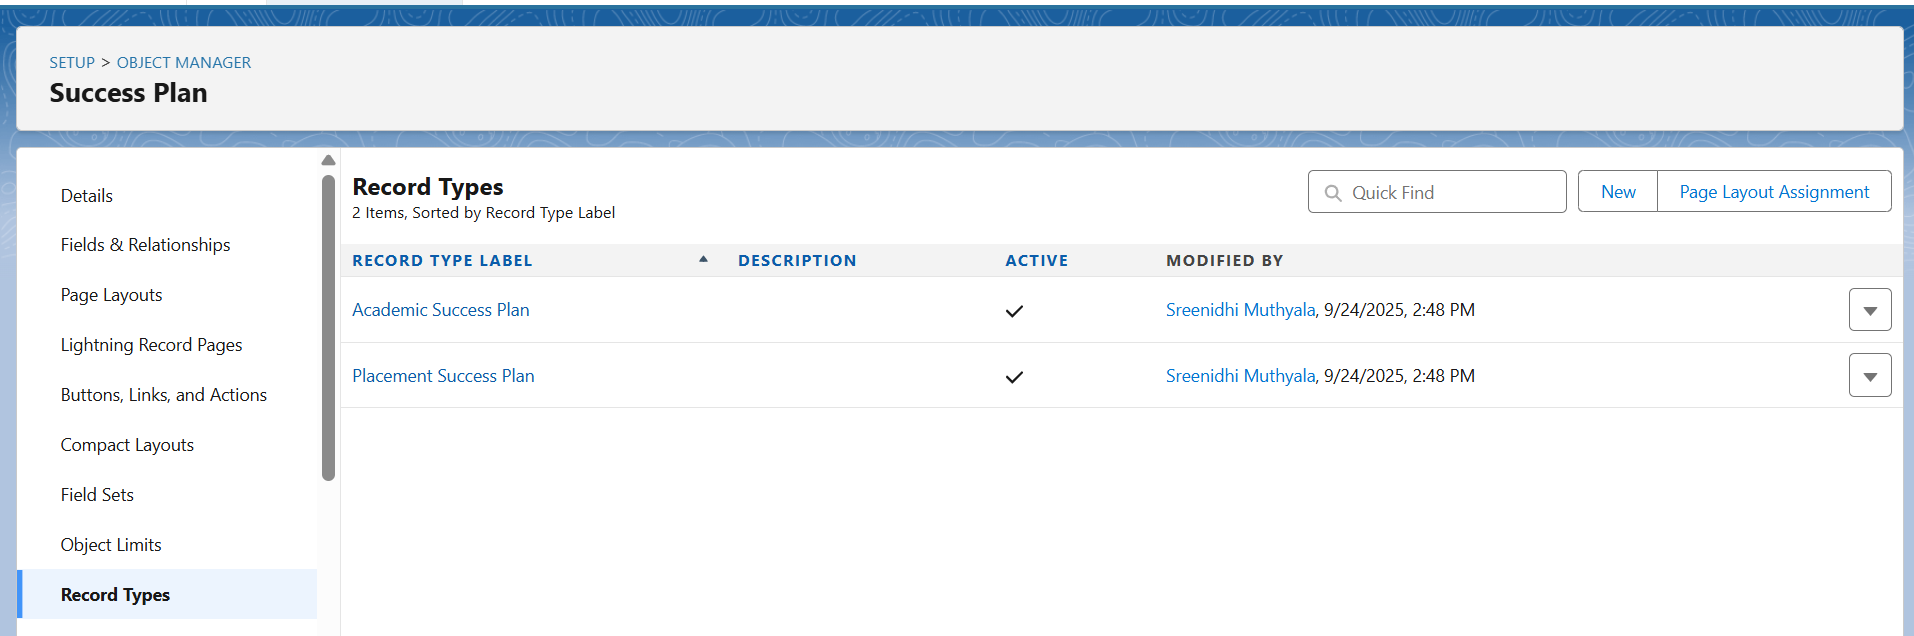 SETUP > OBJECT MANAGER
Success Plan
Details
Fields & Relationships
Page Layouts
Lightning Record Pages
Buttons, Links, and Actions
Compact Layouts
Field Sets
Object Limits
Record Types
Record Types
2 Items, Sorted by Record Type Label
Quick Find
New
Page Layout Assignment
RECORD TYPE LABEL DESCRIPTION ACTIVE MODIFIED BY
Academic Success Plan Sreenidhi Muthyala, 9/24/2025, 2:48 PM
Placement Success Plan Sreenidhi Muthyala, 9/24/2025, 2:48 PM